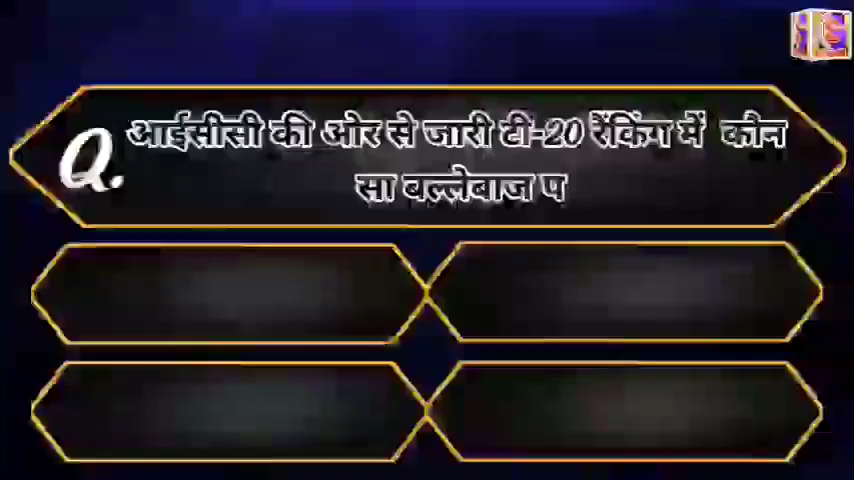 Q. आईसीसी की ओर से जारी टी-20 रैंकिंग में कौन
सा बल्लेबाज प